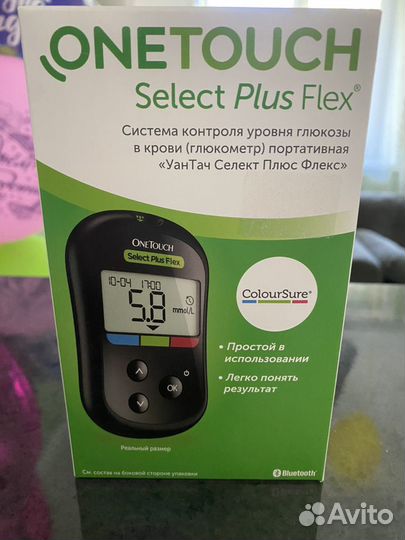 ONETOUCH
Select Plus Flex®
Система контроля уровня глюкозы
в крови (глюкометр) портативная
«УанТач Селект Плюс Флекс»
ONETOUCH
Select Plus Flex
10-04 17:00
5.8
mmol/L
OK
ColourSure®
• Простой в
использовании
• Легко понять
результат
Реальный размер
См. состав на боковой стороне упаковки
Bluetooth®
Avito